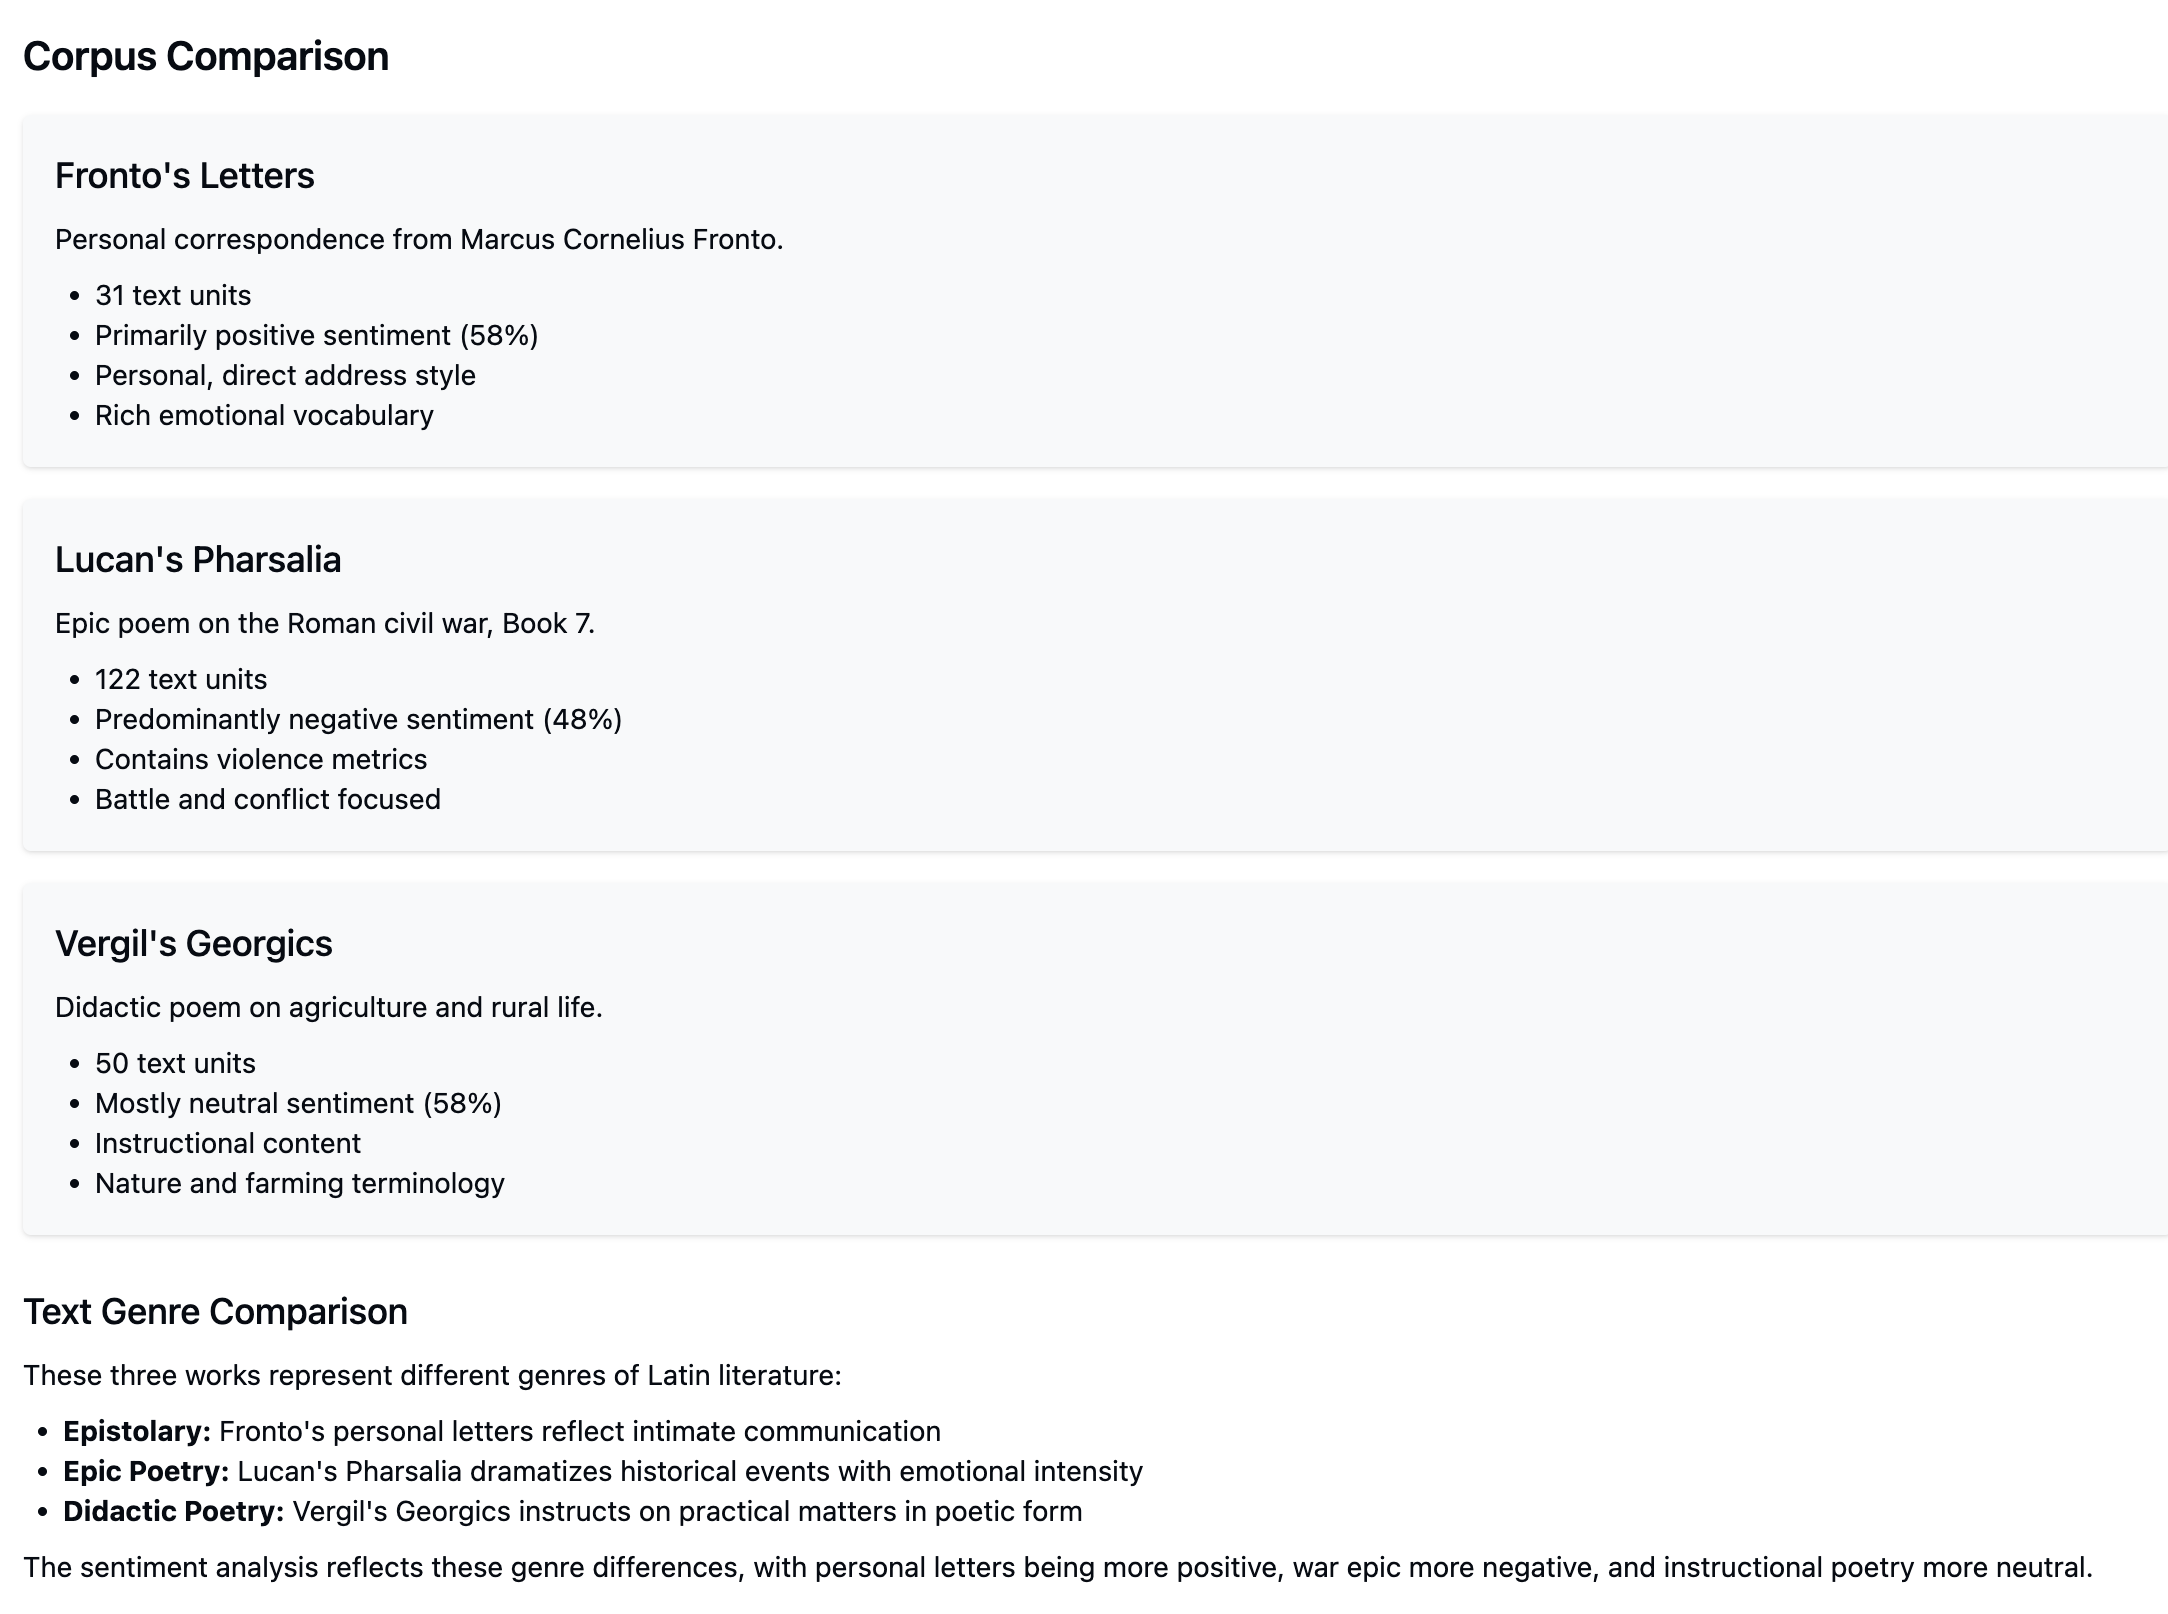 Corpus Comparison
Fronto's Letters
Personal correspondence from Marcus Cornelius Fronto.
• 31 text units
• Primarily positive sentiment (58%)
• Personal, direct address style
• Rich emotional vocabulary
Lucan's Pharsalia
Epic poem on the Roman civil war, Book 7.
• 122 text units
• Predominantly negative sentiment (48%)
• Contains violence metrics
• Battle and conflict focused
Vergil's Georgics
Didactic poem on agriculture and rural life.
• 50 text units
• Mostly neutral sentiment (58%)
• Instructional content
• Nature and farming terminology
Text Genre Comparison
These three works represent different genres of Latin literature:
• Epistolary: Fronto's personal letters reflect intimate communication
• Epic Poetry: Lucan's Pharsalia dramatizes historical events with emotional intensity
• Didactic Poetry: Vergil's Georgics instructs on practical matters in poetic form
The sentiment analysis reflects these genre differences, with personal letters being more positive, war epic more negative, and instructional poetry more neutral.